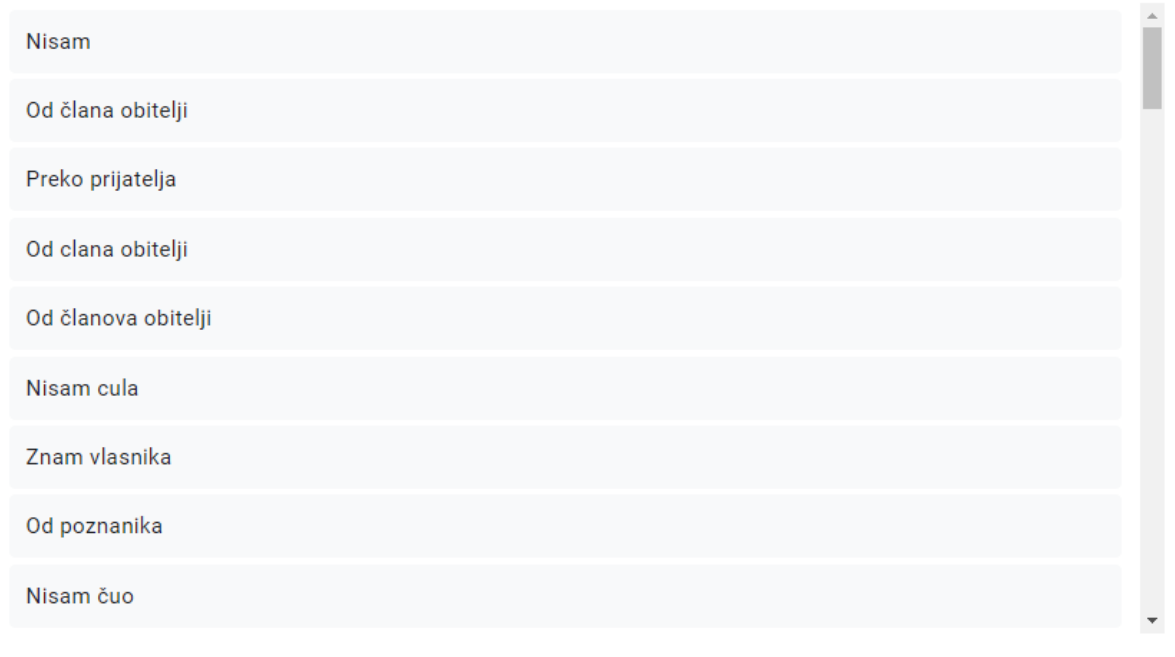 Nisam
Od člana obitelji
Preko prijatelja
Od clana obitelji
Od članova obitelji
Nisam cula
Znam vlasnika
Od poznanika
Nisam čuo